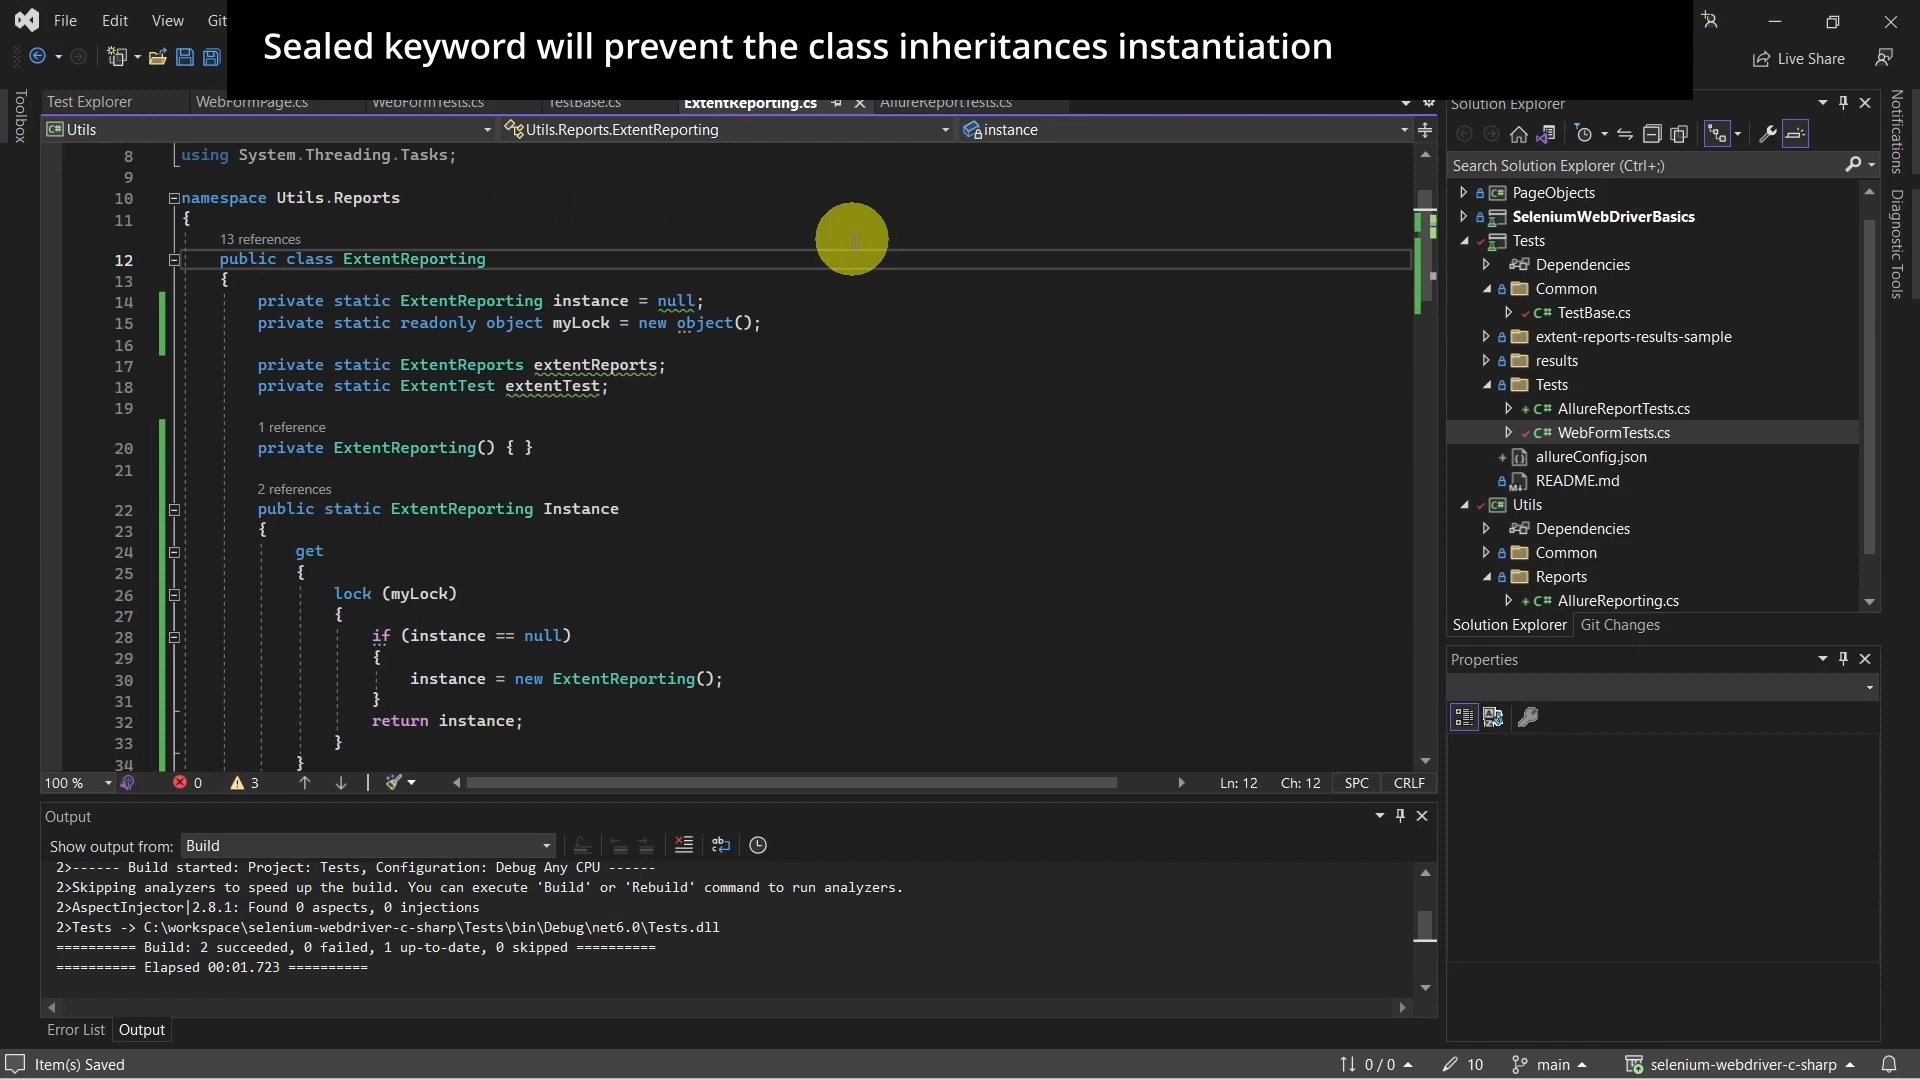 Sealed keyword will prevent the class inheritances instantiation
File Edit View Git
Live Share
Toolbox
Test Explorer WebFormPage.cs WebFormTests.cs TestBase.cs ExtentReporting.cs AllureReportTests.cs
Utils Utils.Reports.ExtentReporting instance
8 using System.Threading.Tasks;
9
10 namespace Utils.Reports
11 {
13 references
12 public class ExtentReporting
13 {
14 private static ExtentReporting instance = null;
15 private static readonly object myLock = new object();
16
17 private static ExtentReports extentReports;
18 private static ExtentTest extentTest;
19
1 reference
20 private ExtentReporting() { }
21
2 references
22 public static ExtentReporting Instance
23 {
24 get
25 {
26 lock (myLock)
27 {
28 if (instance == null)
29 {
30 instance = new ExtentReporting();
31 }
32 return instance;
33 }
34 }
100 % 0 3 Ln: 12 Ch: 12 SPC CRLF
Output
Show output from: Build
2>------ Build started: Project: Tests, Configuration: Debug Any CPU ------
2>Skipping analyzers to speed up the build. You can execute 'Build' or 'Rebuild' command to run analyzers.
2>AspectInjector|2.8.1: Found 0 aspects, 0 injections
2>Tests -> C:\workspace\selenium-webdriver-c-sharp\Tests\bin\Debug\net6.0\Tests.dll
========== Build: 2 succeeded, 0 failed, 1 up-to-date, 0 skipped ==========
========== Elapsed 00:01.723 ==========
Error List Output
Solution Explorer
Search Solution Explorer (Ctrl+;)
PageObjects
SeleniumWebDriverBasics
Tests
Dependencies
Common
C# TestBase.cs
extent-reports-results-sample
results
Tests
C# AllureReportTests.cs
C# WebFormTests.cs
allureConfig.json
README.md
C# Utils
Dependencies
Common
Reports
C# AllureReporting.cs
Solution Explorer Git Changes
Properties
Notifications
Diagnostic Tools
Item(s) Saved 0 / 0 10 main selenium-webdriver-c-sharp